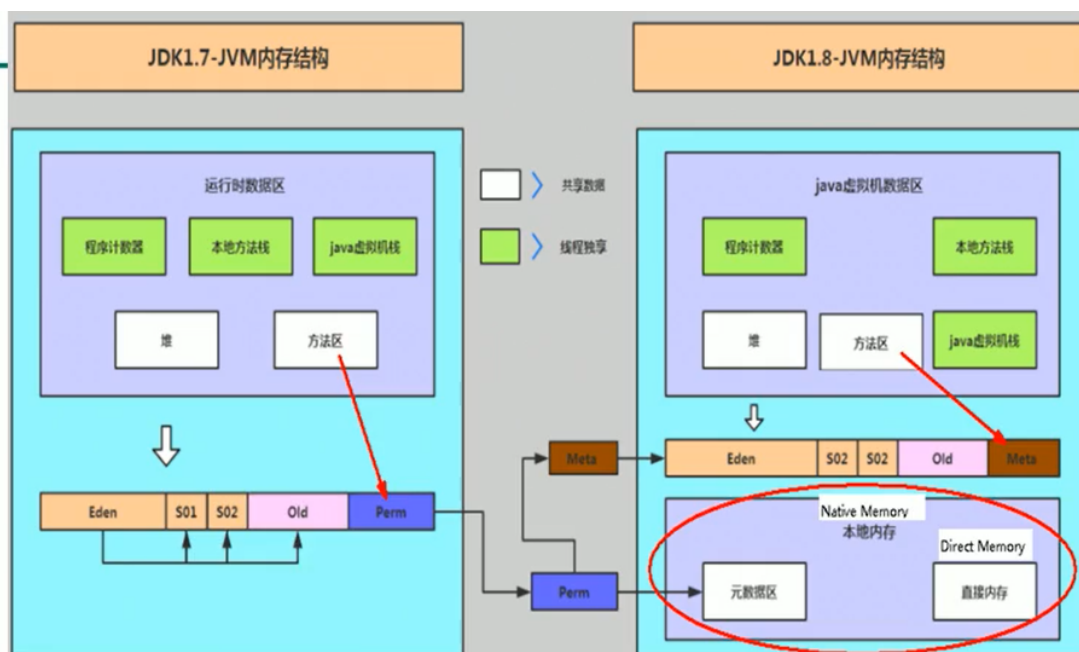 JDK1.7-JVM内存结构
JDK1.8-JVM内存结构
运行时数据区
程序计数器
本地方法栈
java虚拟机栈
堆
方法区
共享数据
线程独享
java虚拟机数据区
程序计数器
本地方法栈
堆
方法区
java虚拟机栈
Eden
S01
S02
Old
Perm
Meta
Perm
Eden
S02
S02
Old
Meta
Native Memory
本地内存
Direct Memory
元数据区
直接内存